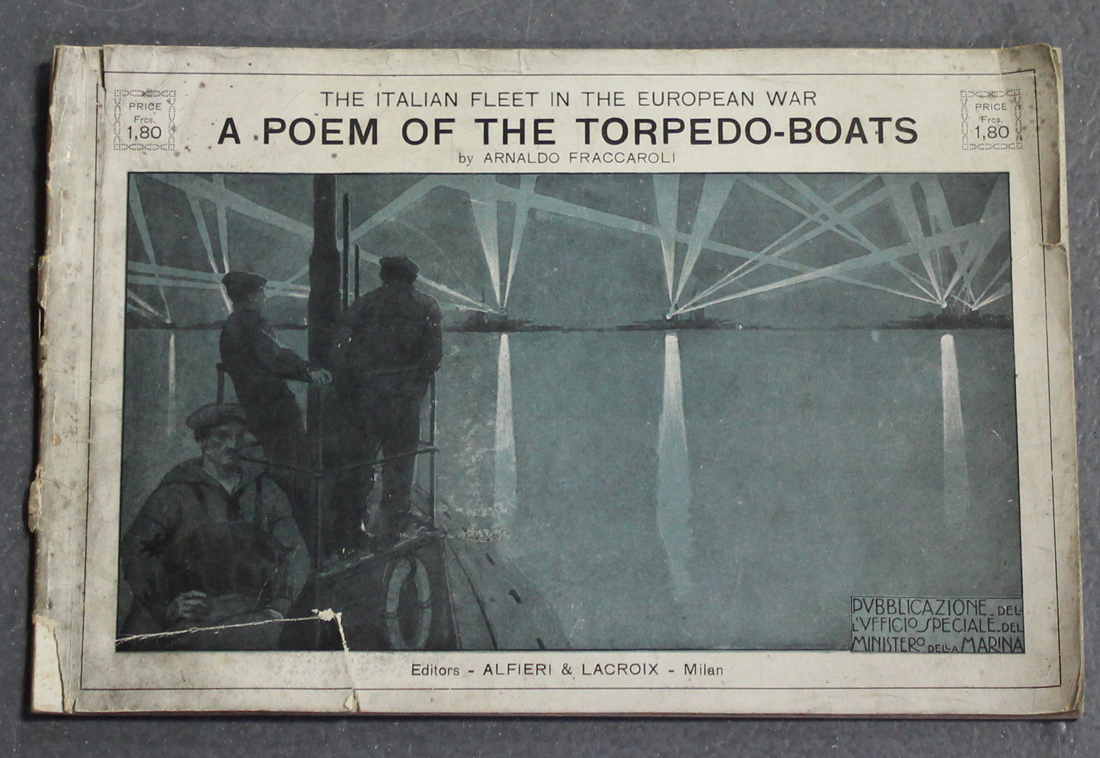 THE ITALIAN FLEET IN THE EUROPEAN WAR
A POEM OF THE TORPEDO-BOATS
by ARNALDO FRACCAROLI
PRICE
Frcs.
1,80
PRICE
Frcs.
1,80
PVBBLICAZIONE DEL-
L'VFFICIO SPECIALE DEL
MINISTERO DELLA MARINA
Editors - ALFIERI & LACROIX - Milan